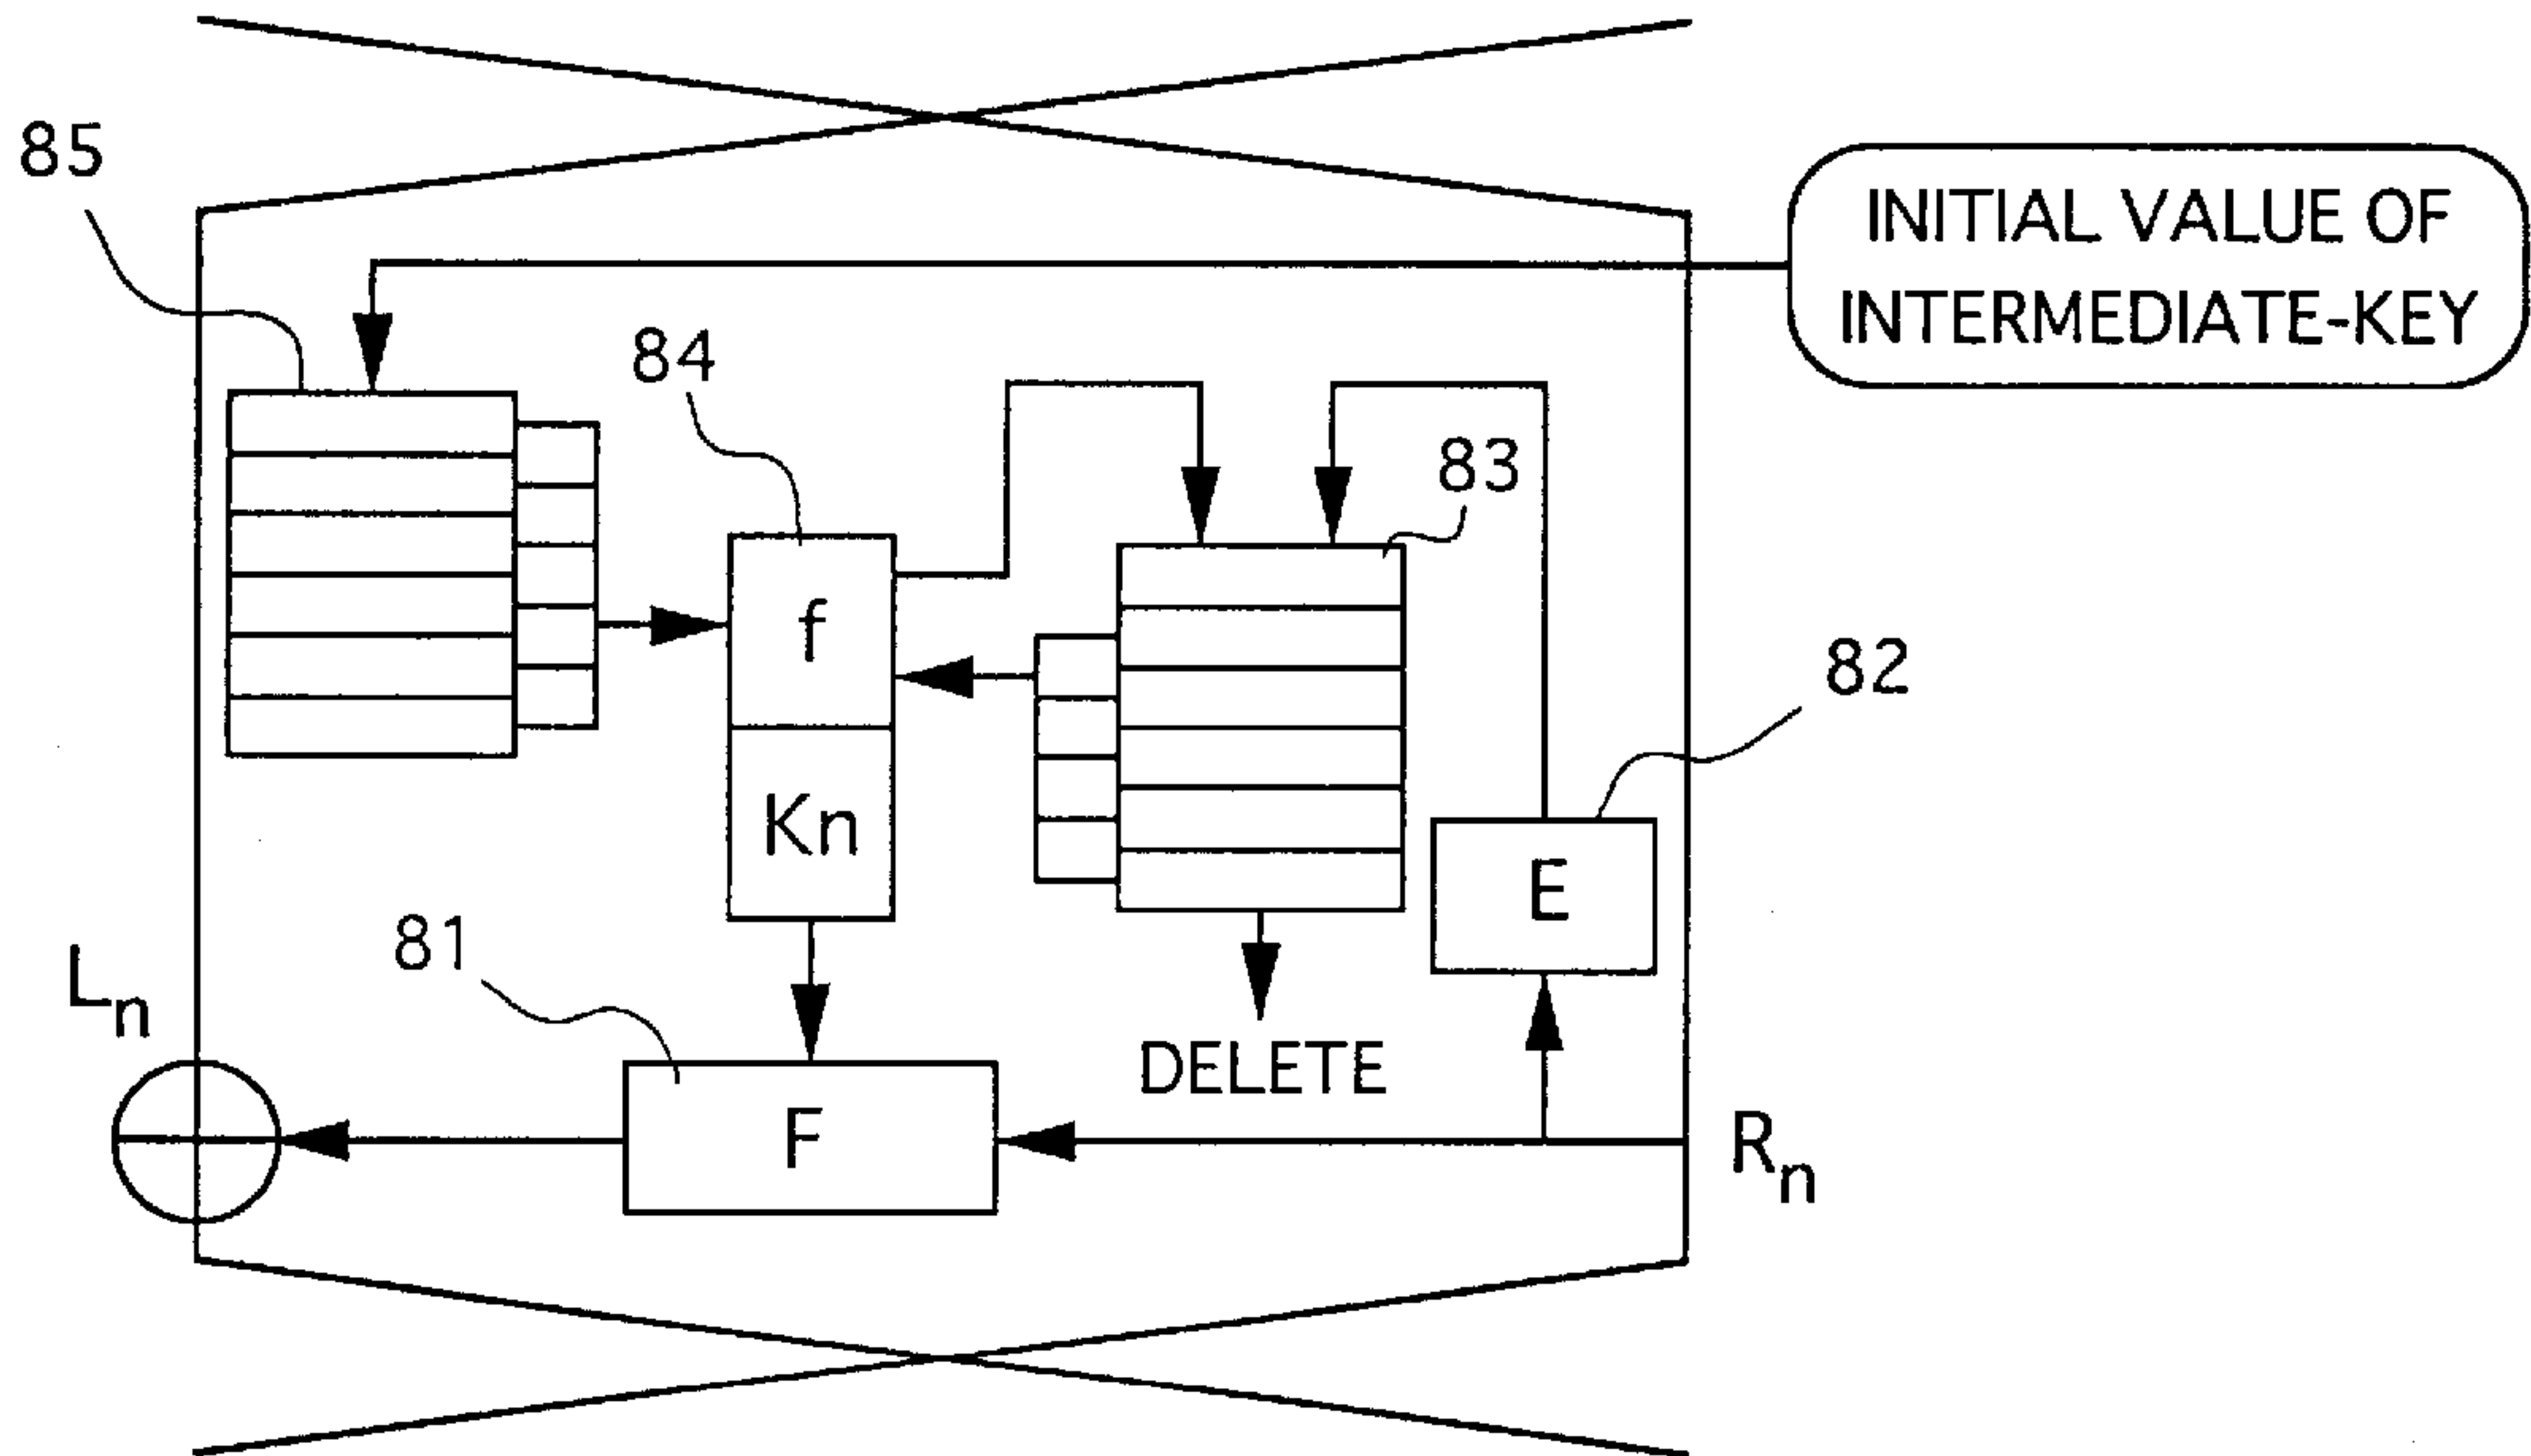 85
INITIAL VALUE OF
INTERMEDIATE-KEY
84
83
f
82
Kn
E
81
Ln
DELETE
F
Rn